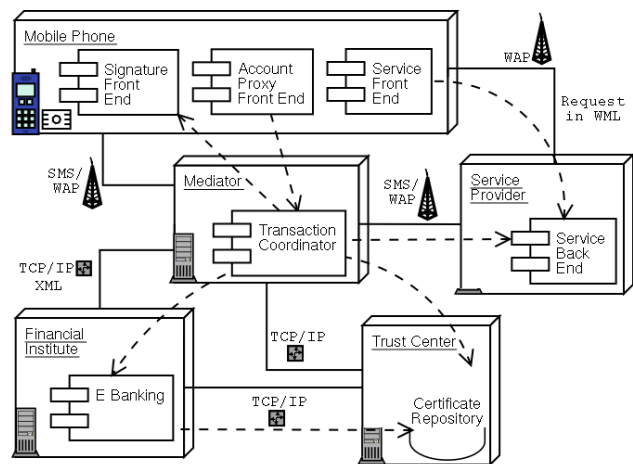 Mobile Phone
Signature
Front
End
Account
Proxy
Front End
Service
Front
End
WAP
Request
in WML
SMS/
WAP
Mediator
Transaction
Coordinator
SMS/
WAP
Service
Provider
Service
Back
End
TCP/IP
XML
Financial
Institute
E Banking
TCP/IP
Trust Center
Certificate
Repository
TCP/IP